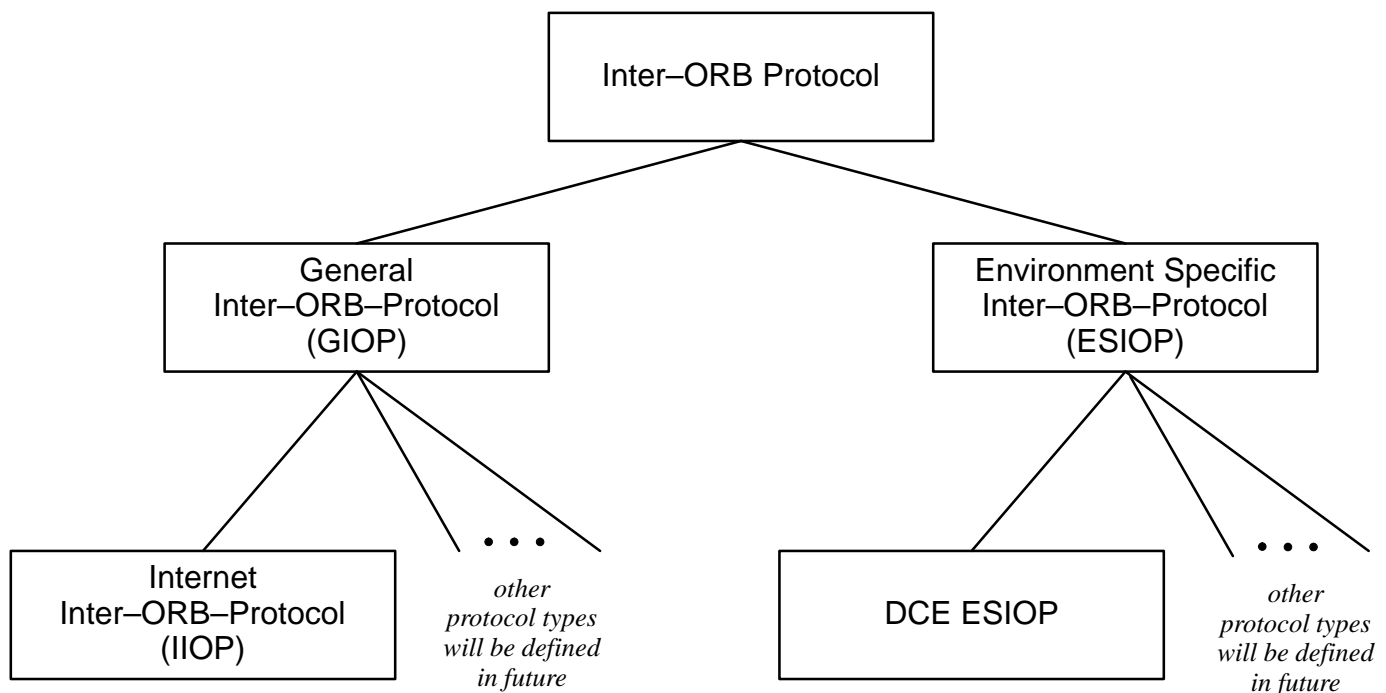 Inter–ORB Protocol
General
Inter–ORB–Protocol
(GIOP)
Environment Specific
Inter–ORB–Protocol
(ESIOP)
Internet
Inter–ORB–Protocol
(IIOP)
• • •
other
protocol types
will be defined
in future
DCE ESIOP
• • •
other
protocol types
will be defined
in future